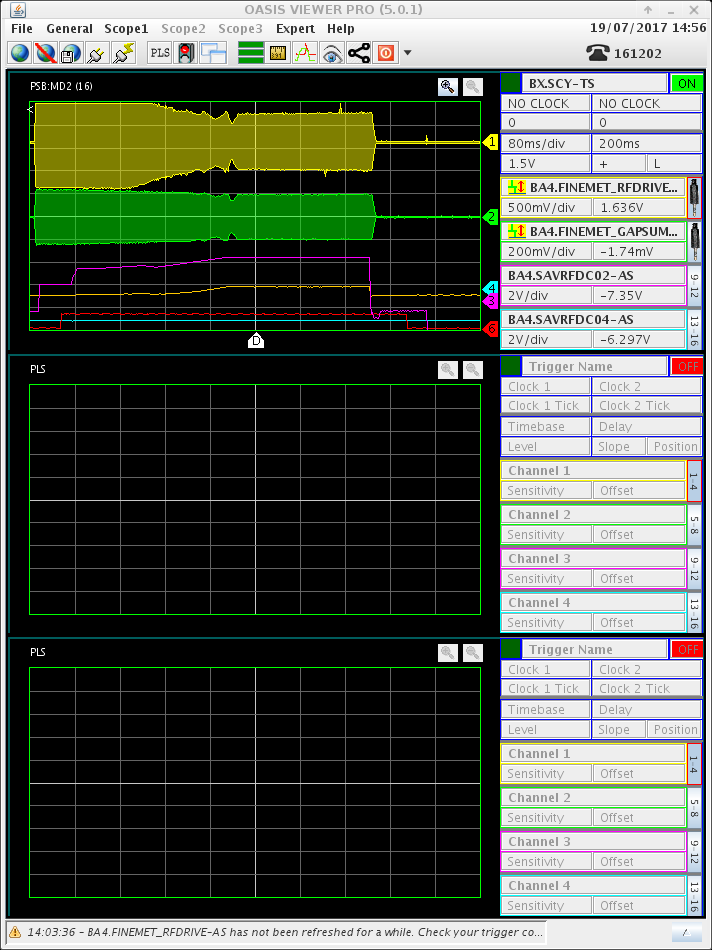 OASIS VIEWER PRO (5.0.1)
File General Scope1 Scope2 Scope3 Expert Help
19/07/2017 14:56
PLS
161202
PSB:MD2 (16)
1
2
4
3
D
BX.SCY-TS ON
NO CLOCK NO CLOCK
0 0
80ms/div 200ms
1.5V + L
BA4.FINEMET_RFDRIVE...
500mV/div 1.636V
BA4.FINEMET_GAPSUM...
200mV/div -1.74mV
BA4.SAVRFDC02-AS
2V/div -7.35V
9-12
BA4.SAVRFDC04-AS
2V/div -6.297V
13-16
PLS
Trigger Name OFF
Clock 1 Clock 2
Clock 1 Tick Clock 2 Tick
Timebase Delay
Level Slope Position
Channel 1
Sensitivity Offset
1-4
Channel 2
Sensitivity Offset
5-8
Channel 3
Sensitivity Offset
9-12
Channel 4
Sensitivity Offset
13-16
PLS
Trigger Name OFF
Clock 1 Clock 2
Clock 1 Tick Clock 2 Tick
Timebase Delay
Level Slope Position
Channel 1
Sensitivity Offset
1-4
Channel 2
Sensitivity Offset
5-8
Channel 3
Sensitivity Offset
9-12
Channel 4
Sensitivity Offset
13-16
14:03:36 - BA4.FINEMET_RFDRIVE-AS has not been refreshed for a while. Check your trigger co...